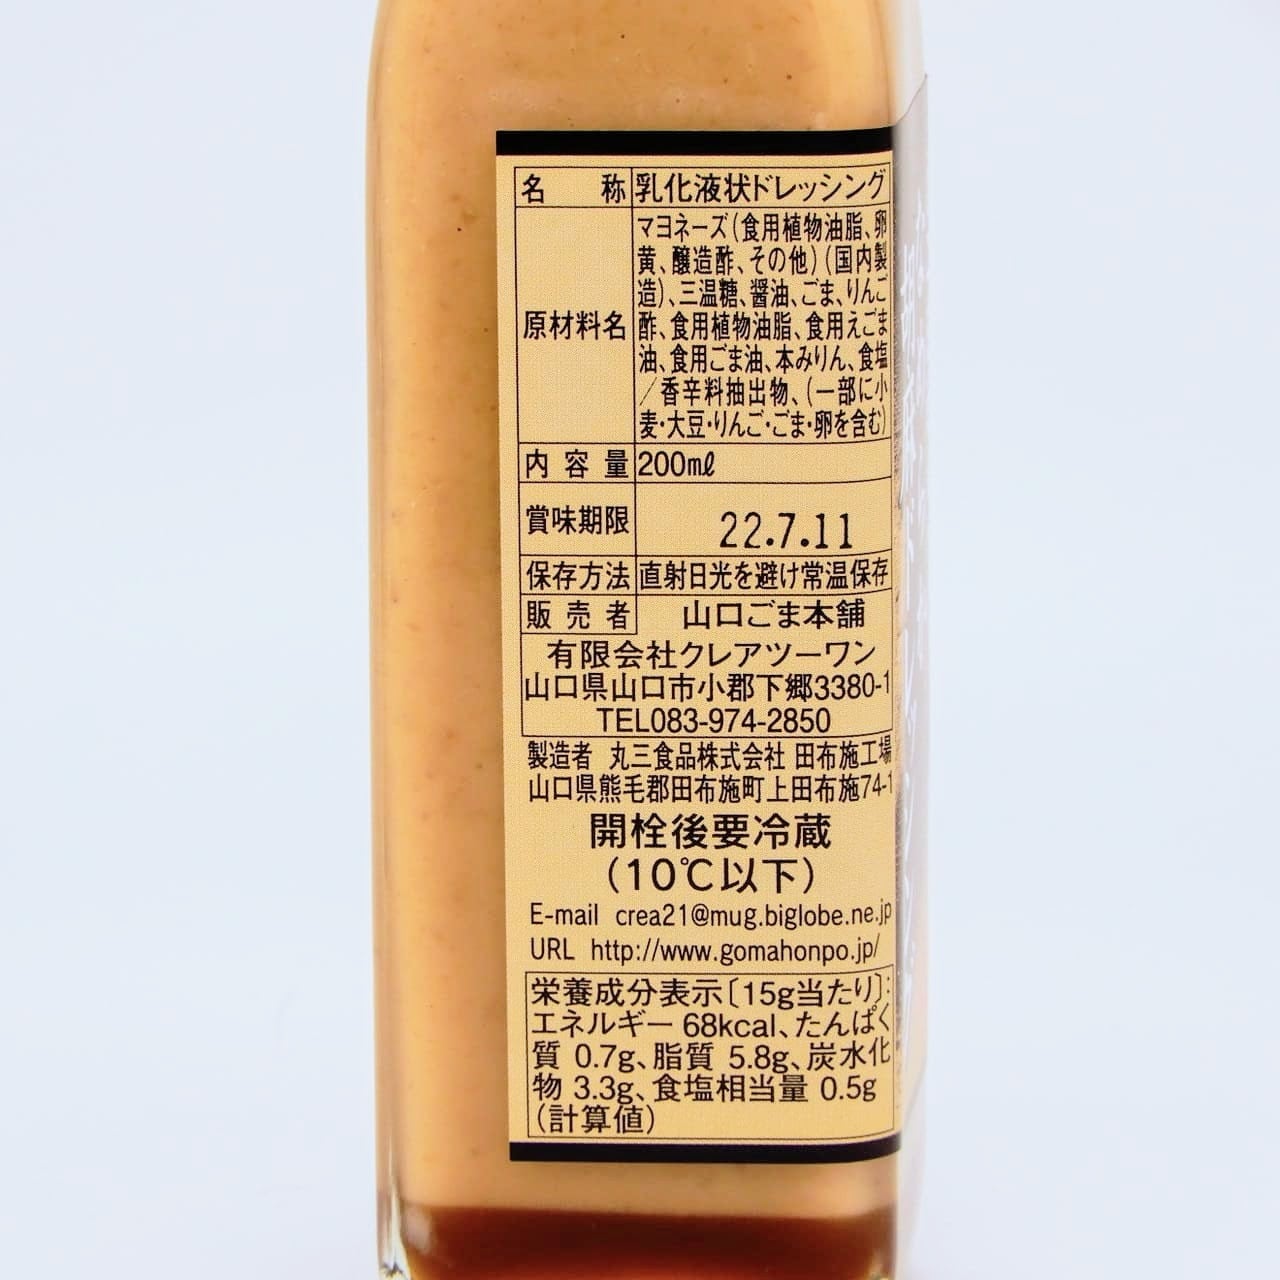 名称 乳化液状ドレッシング
原材料名 マヨネーズ(食用植物油脂、卵
黄、醸造酢、その他)(国内製
造)、三温糖、醤油、ごま、りんご
酢、食用植物油脂、食用えごま
油、食用ごま油、本みりん、食塩
/香辛料抽出物、(一部に小
麦・大豆・りんご・ごま・卵を含む)
内容量 200mℓ
賞味期限 22.7.11
保存方法 直射日光を避け常温保存
販売者 山口ごま本舗
有限会社クレアツーワン
山口県山口市小郡下郷3380-1
TEL083-974-2850
製造者 丸三食品株式会社 田布施工場
山口県熊毛郡田布施町上田布施74-1
開栓後要冷蔵
(10℃以下)
E-mail crea21@mug.biglobe.ne.jp
URL http://www.gomahonpo.jp/
栄養成分表示〔15g当たり〕:
エネルギー 68kcal、たんぱく
質 0.7g、脂質 5.8g、炭水化
物 3.3g、食塩相当量 0.5g
(計算値)